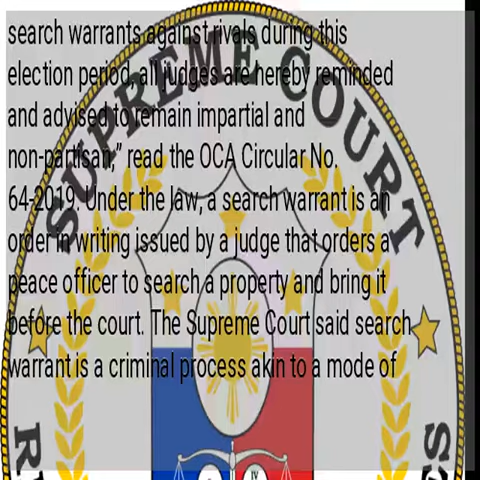 search warrants against rivals during this
election period, all judges are hereby reminded
and advised to remain impartial and
non-partisan,” read the OCA Circular No.
64-2019. Under the law, a search warrant is an
order in writing issued by a judge that orders a
peace officer to search a property and bring it
before the court. The Supreme Court said search
warrant is a criminal process akin to a mode of
SUPREME COURT